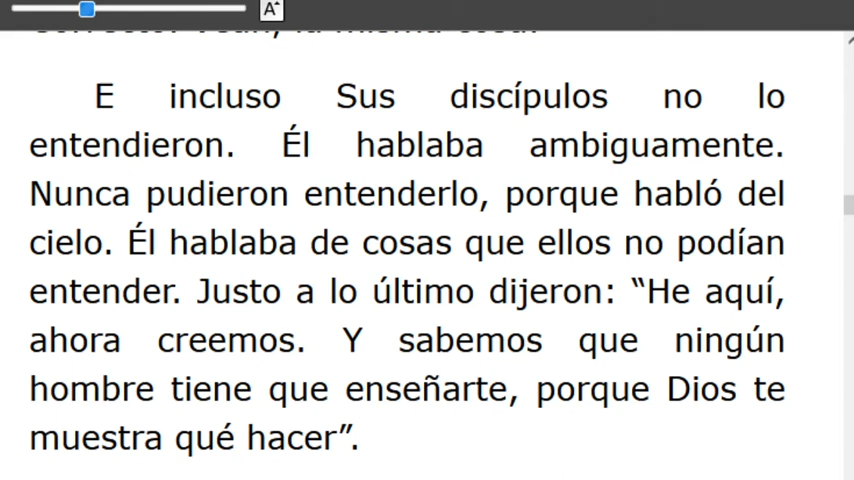 A
E incluso Sus discípulos no lo
entendieron. Él hablaba ambiguamente.
Nunca pudieron entenderlo, porque habló del
cielo. Él hablaba de cosas que ellos no podían
entender. Justo a lo último dijeron: “He aquí,
ahora creemos. Y sabemos que ningún
hombre tiene que enseñarte, porque Dios te
muestra qué hacer”.